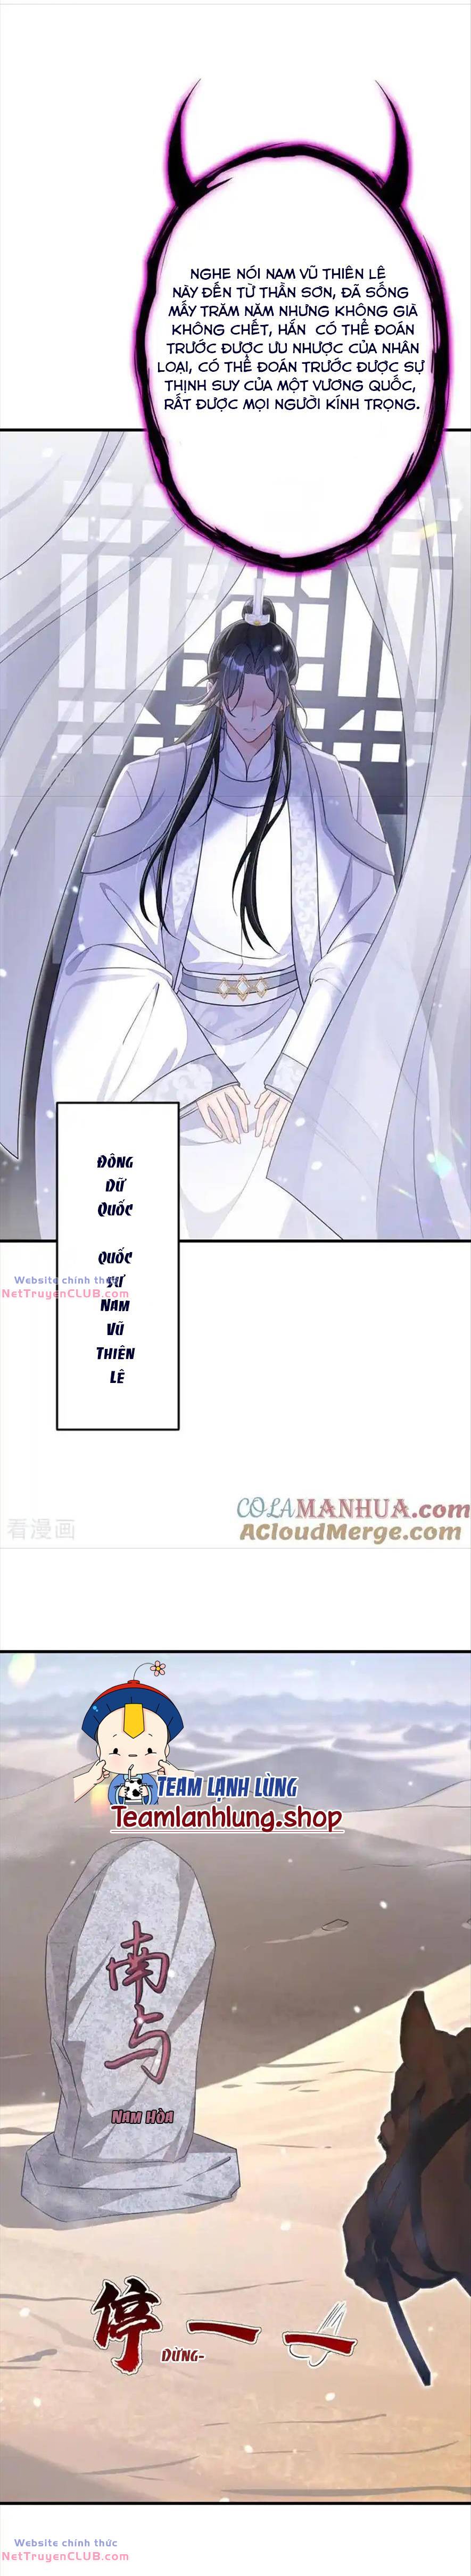 NGHE NÓI NAM VŨ THIÊN LÊ
NÀY ĐẾN TỪ THẦN SƠN, ĐÃ SỐNG
MẤY TRĂM NĂM NHƯNG KHÔNG GIÀ
KHÔNG CHẾT, HẮN CÓ THỂ ĐOÁN
TRƯỚC ĐƯỢC ƯU NHƯỢC CỦA NHÂN
LOẠI, CÓ THỂ ĐOÁN TRƯỚC ĐƯỢC SỰ
THỊNH SUY CỦA MỘT VƯƠNG QUỐC,
RẤT ĐƯỢC MỌI NGƯỜI KÍNH TRỌNG.
ĐÔNG
DỮ
QUỐC
QUỐC
SƯ
NAM
VŨ
THIÊN
LÊ
Website chính thức
NetTruyenCLUB.com
COLAMANHUA.com
ACloudMerge.com
看漫画
TEAM LẠNH LÙNG
Teamlanhlung.shop
南
与
NAM HÒA
停一一
DỪNG-
Website chính thức
NetTruyenCLUB.com